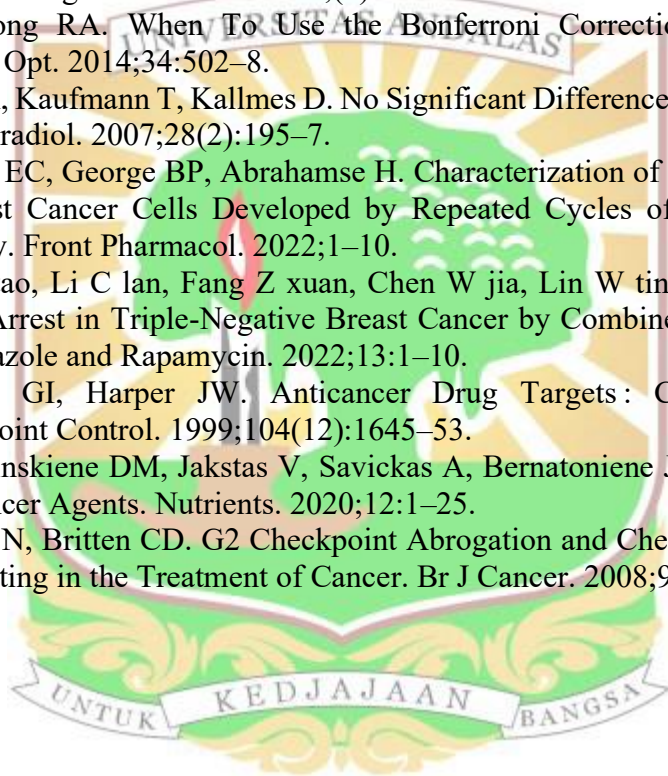 ong RA. When To Use the Bonferroni Correctio
UNIVERSITAS ANDALAS
Opt. 2014;34:502–8.
, Kaufmann T, Kallmes D. No Significant Difference
radiol. 2007;28(2):195–7.
EC, George BP, Abrahamse H. Characterization of
st Cancer Cells Developed by Repeated Cycles of
y. Front Pharmacol. 2022;1–10.
ao, Li C lan, Fang Z xuan, Chen W jia, Lin W tin
Arrest in Triple-Negative Breast Cancer by Combine
azole and Rapamycin. 2022;13:1–10.
GI, Harper JW. Anticancer Drug Targets : C
oint Control. 1999;104(12):1645–53.
nskiene DM, Jakstas V, Savickas A, Bernatoniene J
cer Agents. Nutrients. 2020;12:1–25.
N, Britten CD. G2 Checkpoint Abrogation and Che
ting in the Treatment of Cancer. Br J Cancer. 2008;9
UNTUK KEDJAJAAN BANGSA